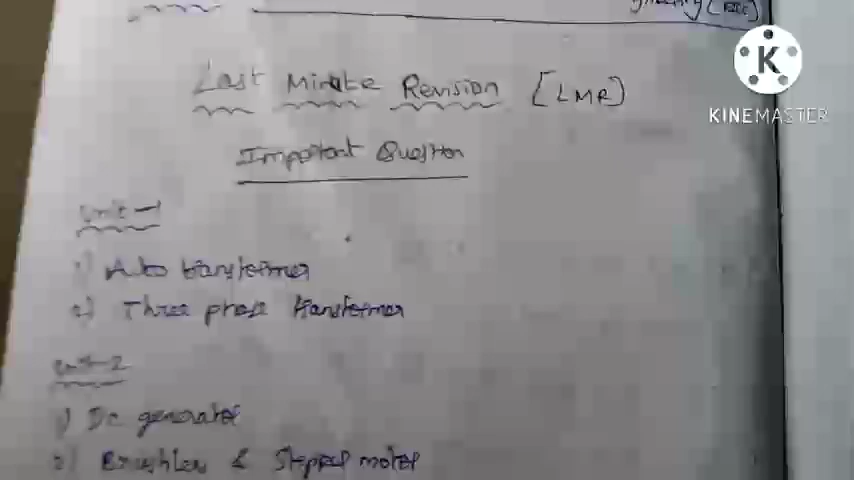 Last Minute Revision [LMR]
Important Question
Unit-1
1) Auto transformer
2) Three phase transformer
Unit-2
1) Dc generator
2) Brushless & Stepper motor
K
KINEMASTER